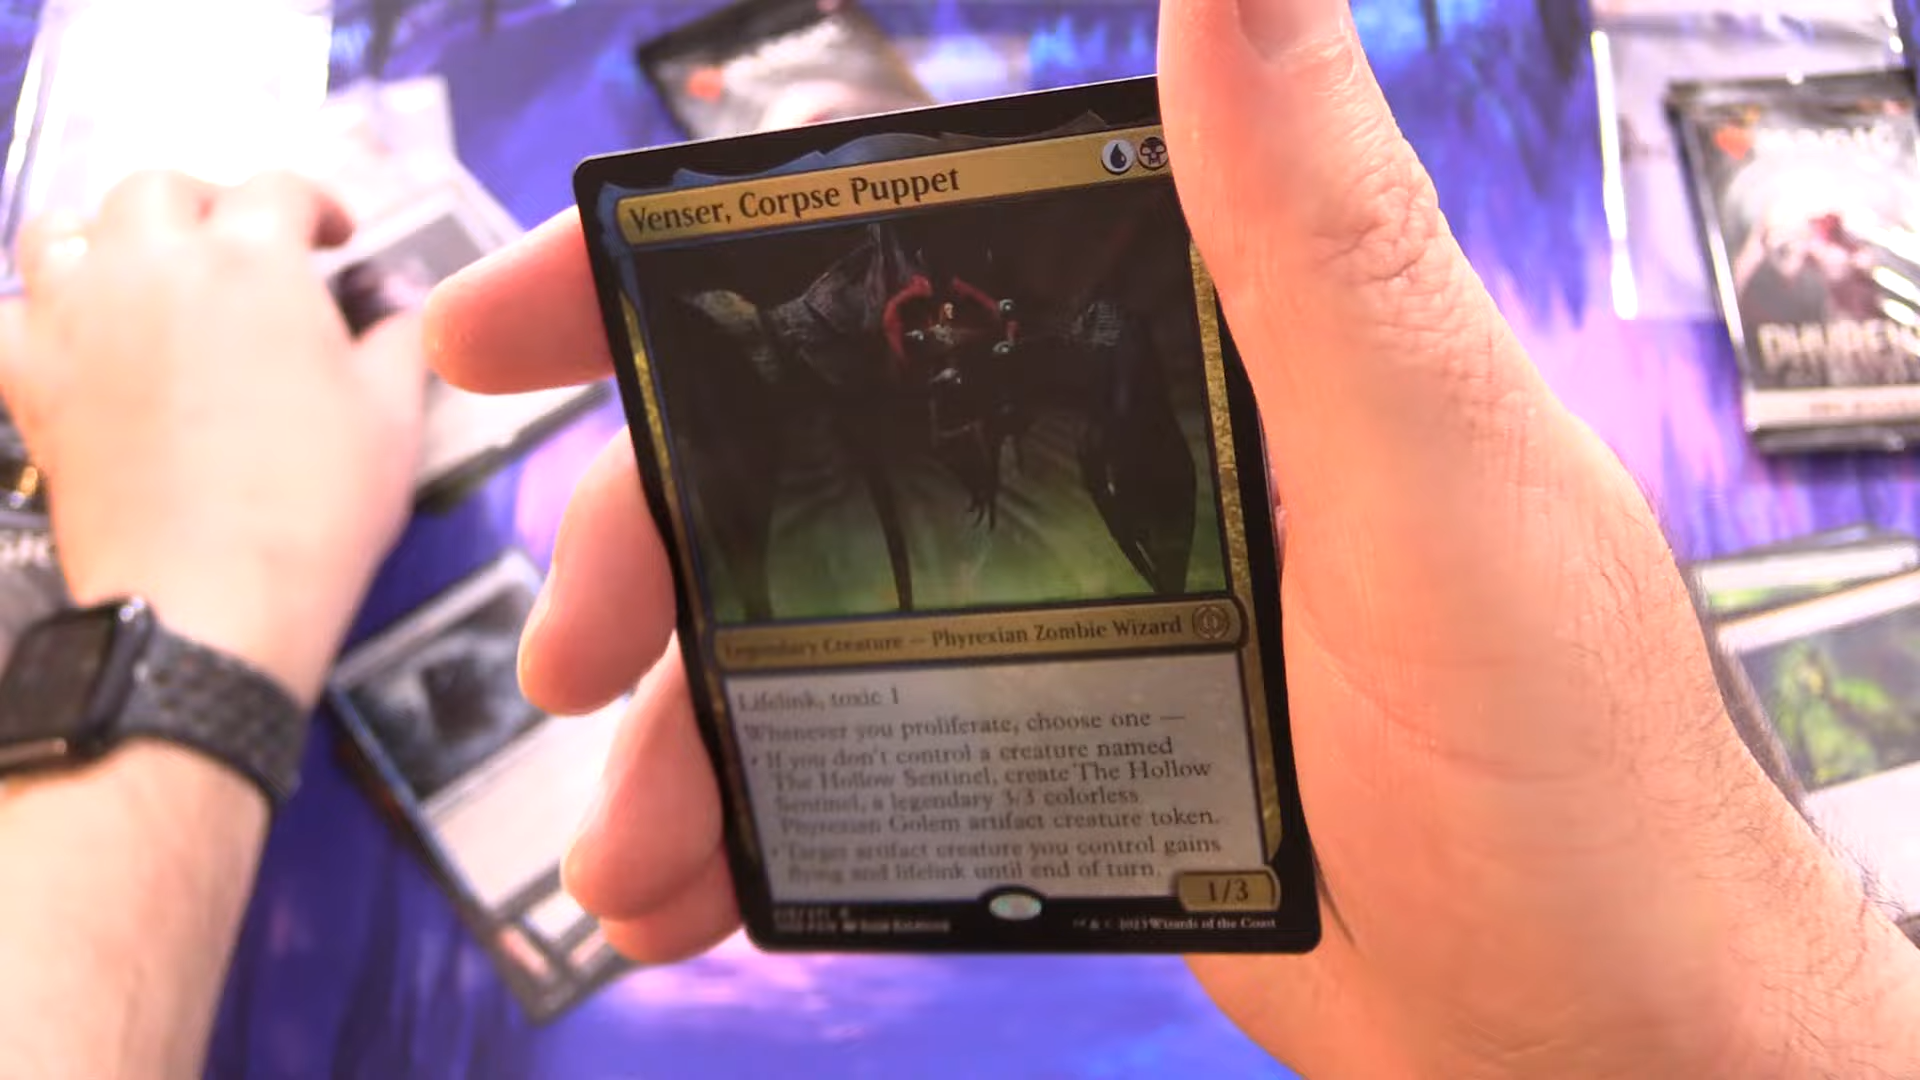 Venser, Corpse Puppet
Legendary Creature — Phyrexian Zombie Wizard
Lifelink, toxic 1
Whenever you proliferate, choose one —
• If you don't control a creature named
The Hollow Sentinel, create The Hollow
Sentinel, a legendary 3/3 colorless
Phyrexian Golem artifact creature token.
• Target artifact creature you control gains
flying and lifelink until end of turn.
1/3
2023 Wizards of the Coast